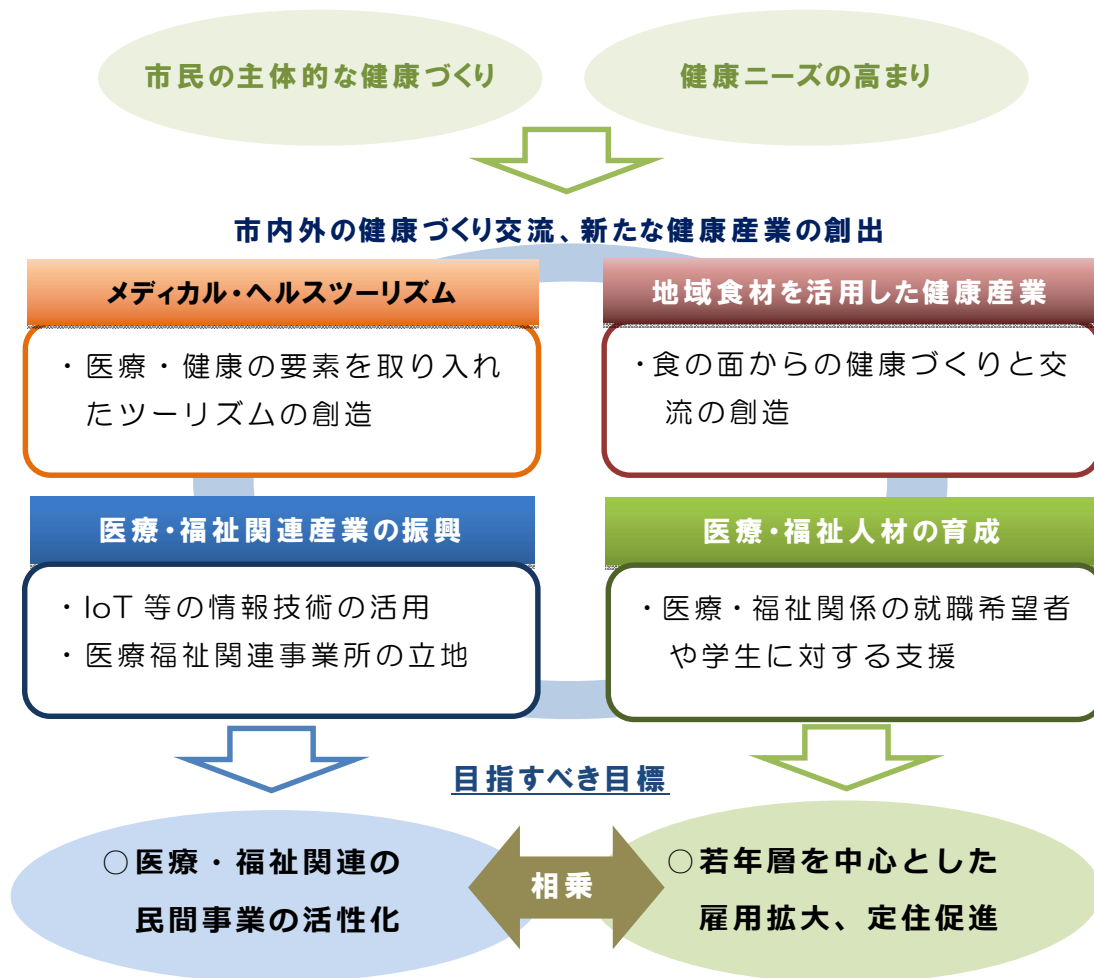 市民の主体的な健康づくり
健康ニーズの高まり
市内外の健康づくり交流、新たな健康産業の創出
メディカル・ヘルスツーリズム
・医療・健康の要素を取り入れ
たツーリズムの創造
地域食材を活用した健康産業
・食の面からの健康づくりと交
流の創造
医療・福祉関連産業の振興
・IoT 等の情報技術の活用
・医療福祉関連事業所の立地
医療・福祉人材の育成
・医療・福祉関係の就職希望者
や学生に対する支援
目指すべき目標
○医療・福祉関連の
民間事業の活性化
相乗
○若年層を中心とした
雇用拡大、定住促進